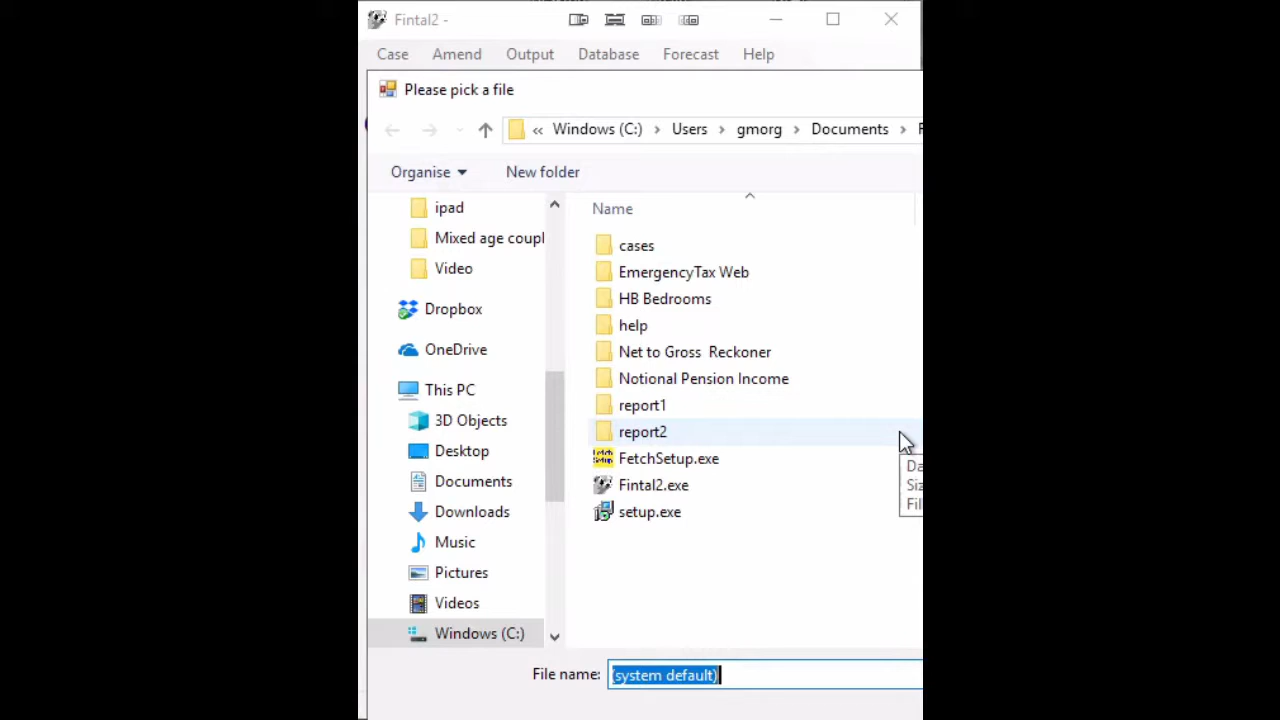 Fintal2 -
Case Amend Output Database Forecast Help
Please pick a file
« Windows (C:) › Users › gmorg › Documents ›
Organise New folder
Name
ipad
Mixed age coupl
Video
Dropbox
OneDrive
This PC
3D Objects
Desktop
Documents
Downloads
Music
Pictures
Videos
Windows (C:)
cases
EmergencyTax Web
HB Bedrooms
help
Net to Gross  Reckoner
Notional Pension Income
report1
report2
FetchSetup.exe
Fintal2.exe
setup.exe
Da
Siz
Fil
File name: (system default)